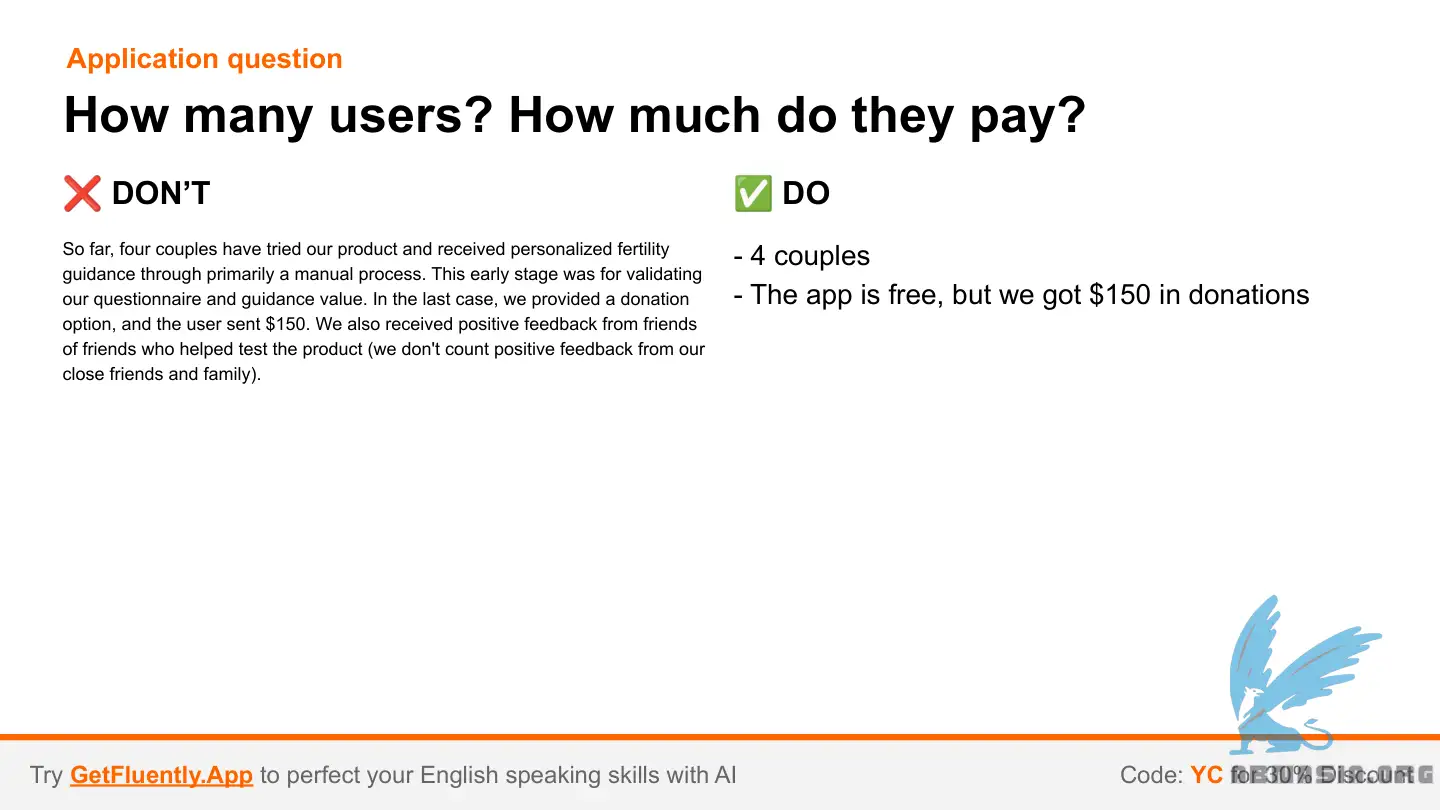 Application question
How many users? How much do they pay?
❌ DON’T
So far, four couples have tried our product and received personalized fertility
guidance through primarily a manual process. This early stage was for validating
our questionnaire and guidance value. In the last case, we provided a donation
option, and the user sent $150. We also received positive feedback from friends
of friends who helped test the product (we don't count positive feedback from our
close friends and family).
✅ DO
- 4 couples
- The app is free, but we got $150 in donations
Try GetFluently.App to perfect your English speaking skills with AI
Code: YC for 30% Discount